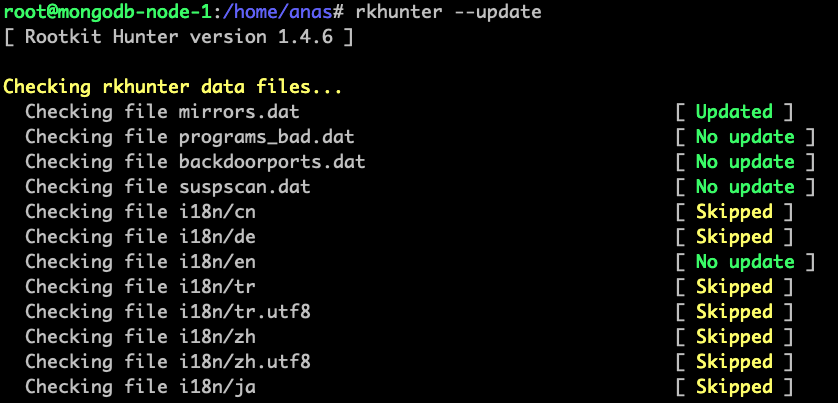 root@mongodb-node-1:/home/anas# rkhunter --update
[ Rootkit Hunter version 1.4.6 ]
Checking rkhunter data files...
Checking file mirrors.dat [ Updated ]
Checking file programs_bad.dat [ No update ]
Checking file backdoorports.dat [ No update ]
Checking file suspscan.dat [ No update ]
Checking file i18n/cn [ Skipped ]
Checking file i18n/de [ Skipped ]
Checking file i18n/en [ No update ]
Checking file i18n/tr [ Skipped ]
Checking file i18n/tr.utf8 [ Skipped ]
Checking file i18n/zh [ Skipped ]
Checking file i18n/zh.utf8 [ Skipped ]
Checking file i18n/ja [ Skipped ]